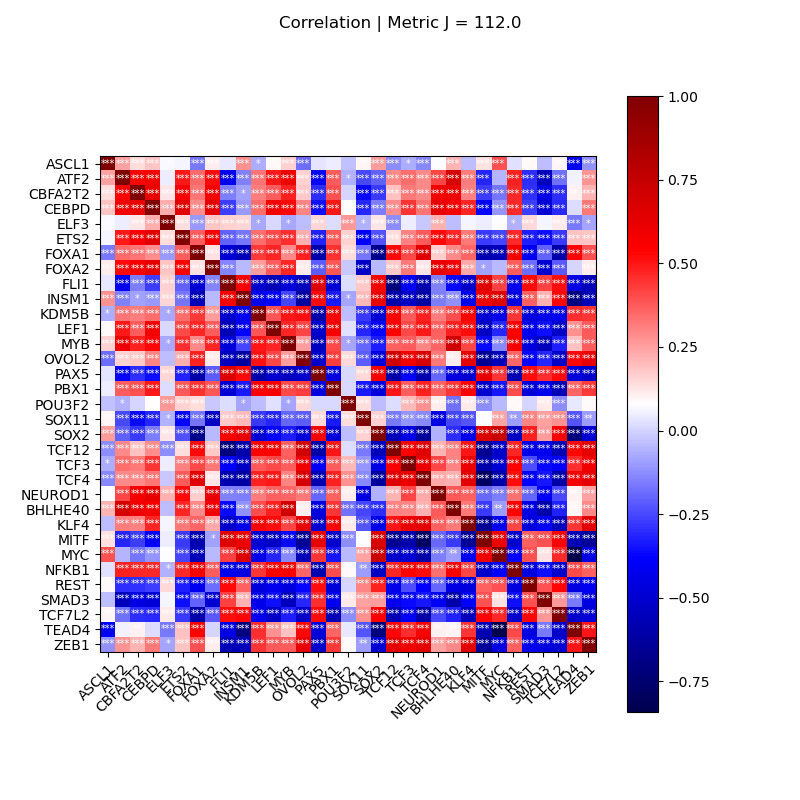 Correlation | Metric J = 112.0
ASCL1
ATF2
CBFA2T2
CEBPD
ELF3
ETS2
FOXA1
FOXA2
FLI1
INSM1
KDM5B
LEF1
MYB
OVOL2
PAX5
PBX1
POU3F2
SOX11
SOX2
TCF12
TCF3
TCF4
NEUROD1
BHLHE40
KLF4
MITF
MYC
NFKB1
REST
SMAD3
TCF7L2
TEAD4
ZEB1
ASCL1
ATF2
CBFA2T2
CEBPD
ELF3
ETS2
FOXA1
FOXA2
FLI1
INSM1
KDM5B
LEF1
MYB
OVOL2
PAX5
PBX1
POU3F2
SOX11
SOX2
TCF12
TCF3
TCF4
NEUROD1
BHLHE40
KLF4
MITF
MYC
NFKB1
REST
SMAD3
TCF7L2
TEAD4
ZEB1
1.00
0.75
0.50
0.25
0.00
−0.25
−0.50
−0.75